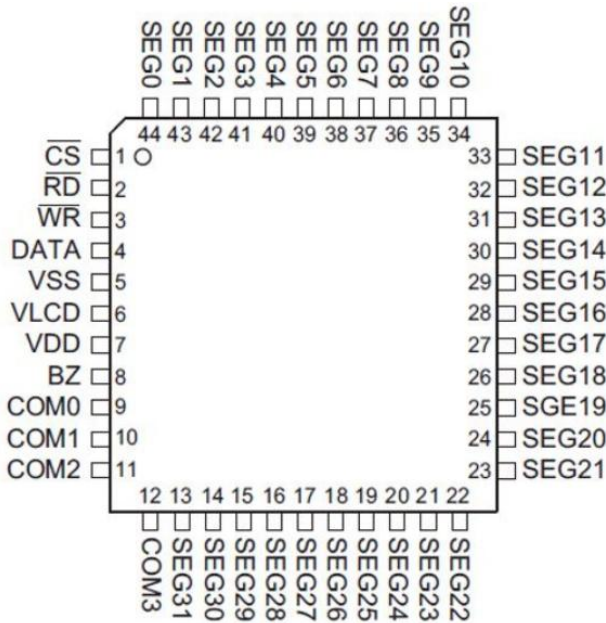 SEG0 SEG1 SEG2 SEG3 SEG4 SEG5 SEG6 SEG7 SEG8 SEG9 SEG10
44 43 42 41 40 39 38 37 36 35 34
CS 1 33 SEG11
RD 2 32 SEG12
WR 3 31 SEG13
DATA 4 30 SEG14
VSS 5 29 SEG15
VLCD 6 28 SEG16
VDD 7 27 SEG17
BZ 8 26 SEG18
COM0 9 25 SGE19
COM1 10 24 SEG20
COM2 11 23 SEG21
12 13 14 15 16 17 18 19 20 21 22
COM3 SEG31 SEG30 SEG29 SEG28 SEG27 SEG26 SEG25 SEG24 SEG23 SEG22